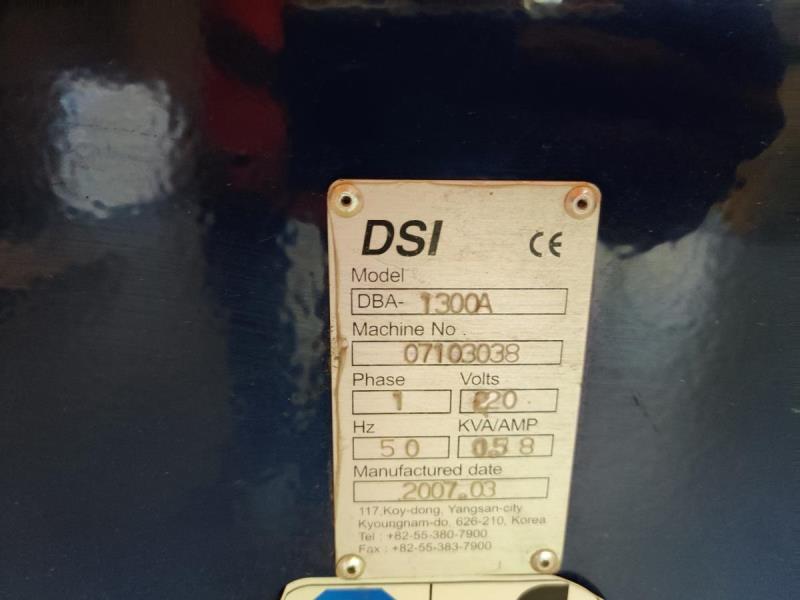 DSI CE
Model
DBA- 1300A
Machine No .
07103038
Phase Volts
1 220
Hz KVA/AMP
50 0.58
Manufactured date
2007.03
117,Koy-dong, Yangsan-city
Kyoungnam-do, 626-210, Korea
Tel : +82-55-380-7900
Fax : +82-55-383-7900